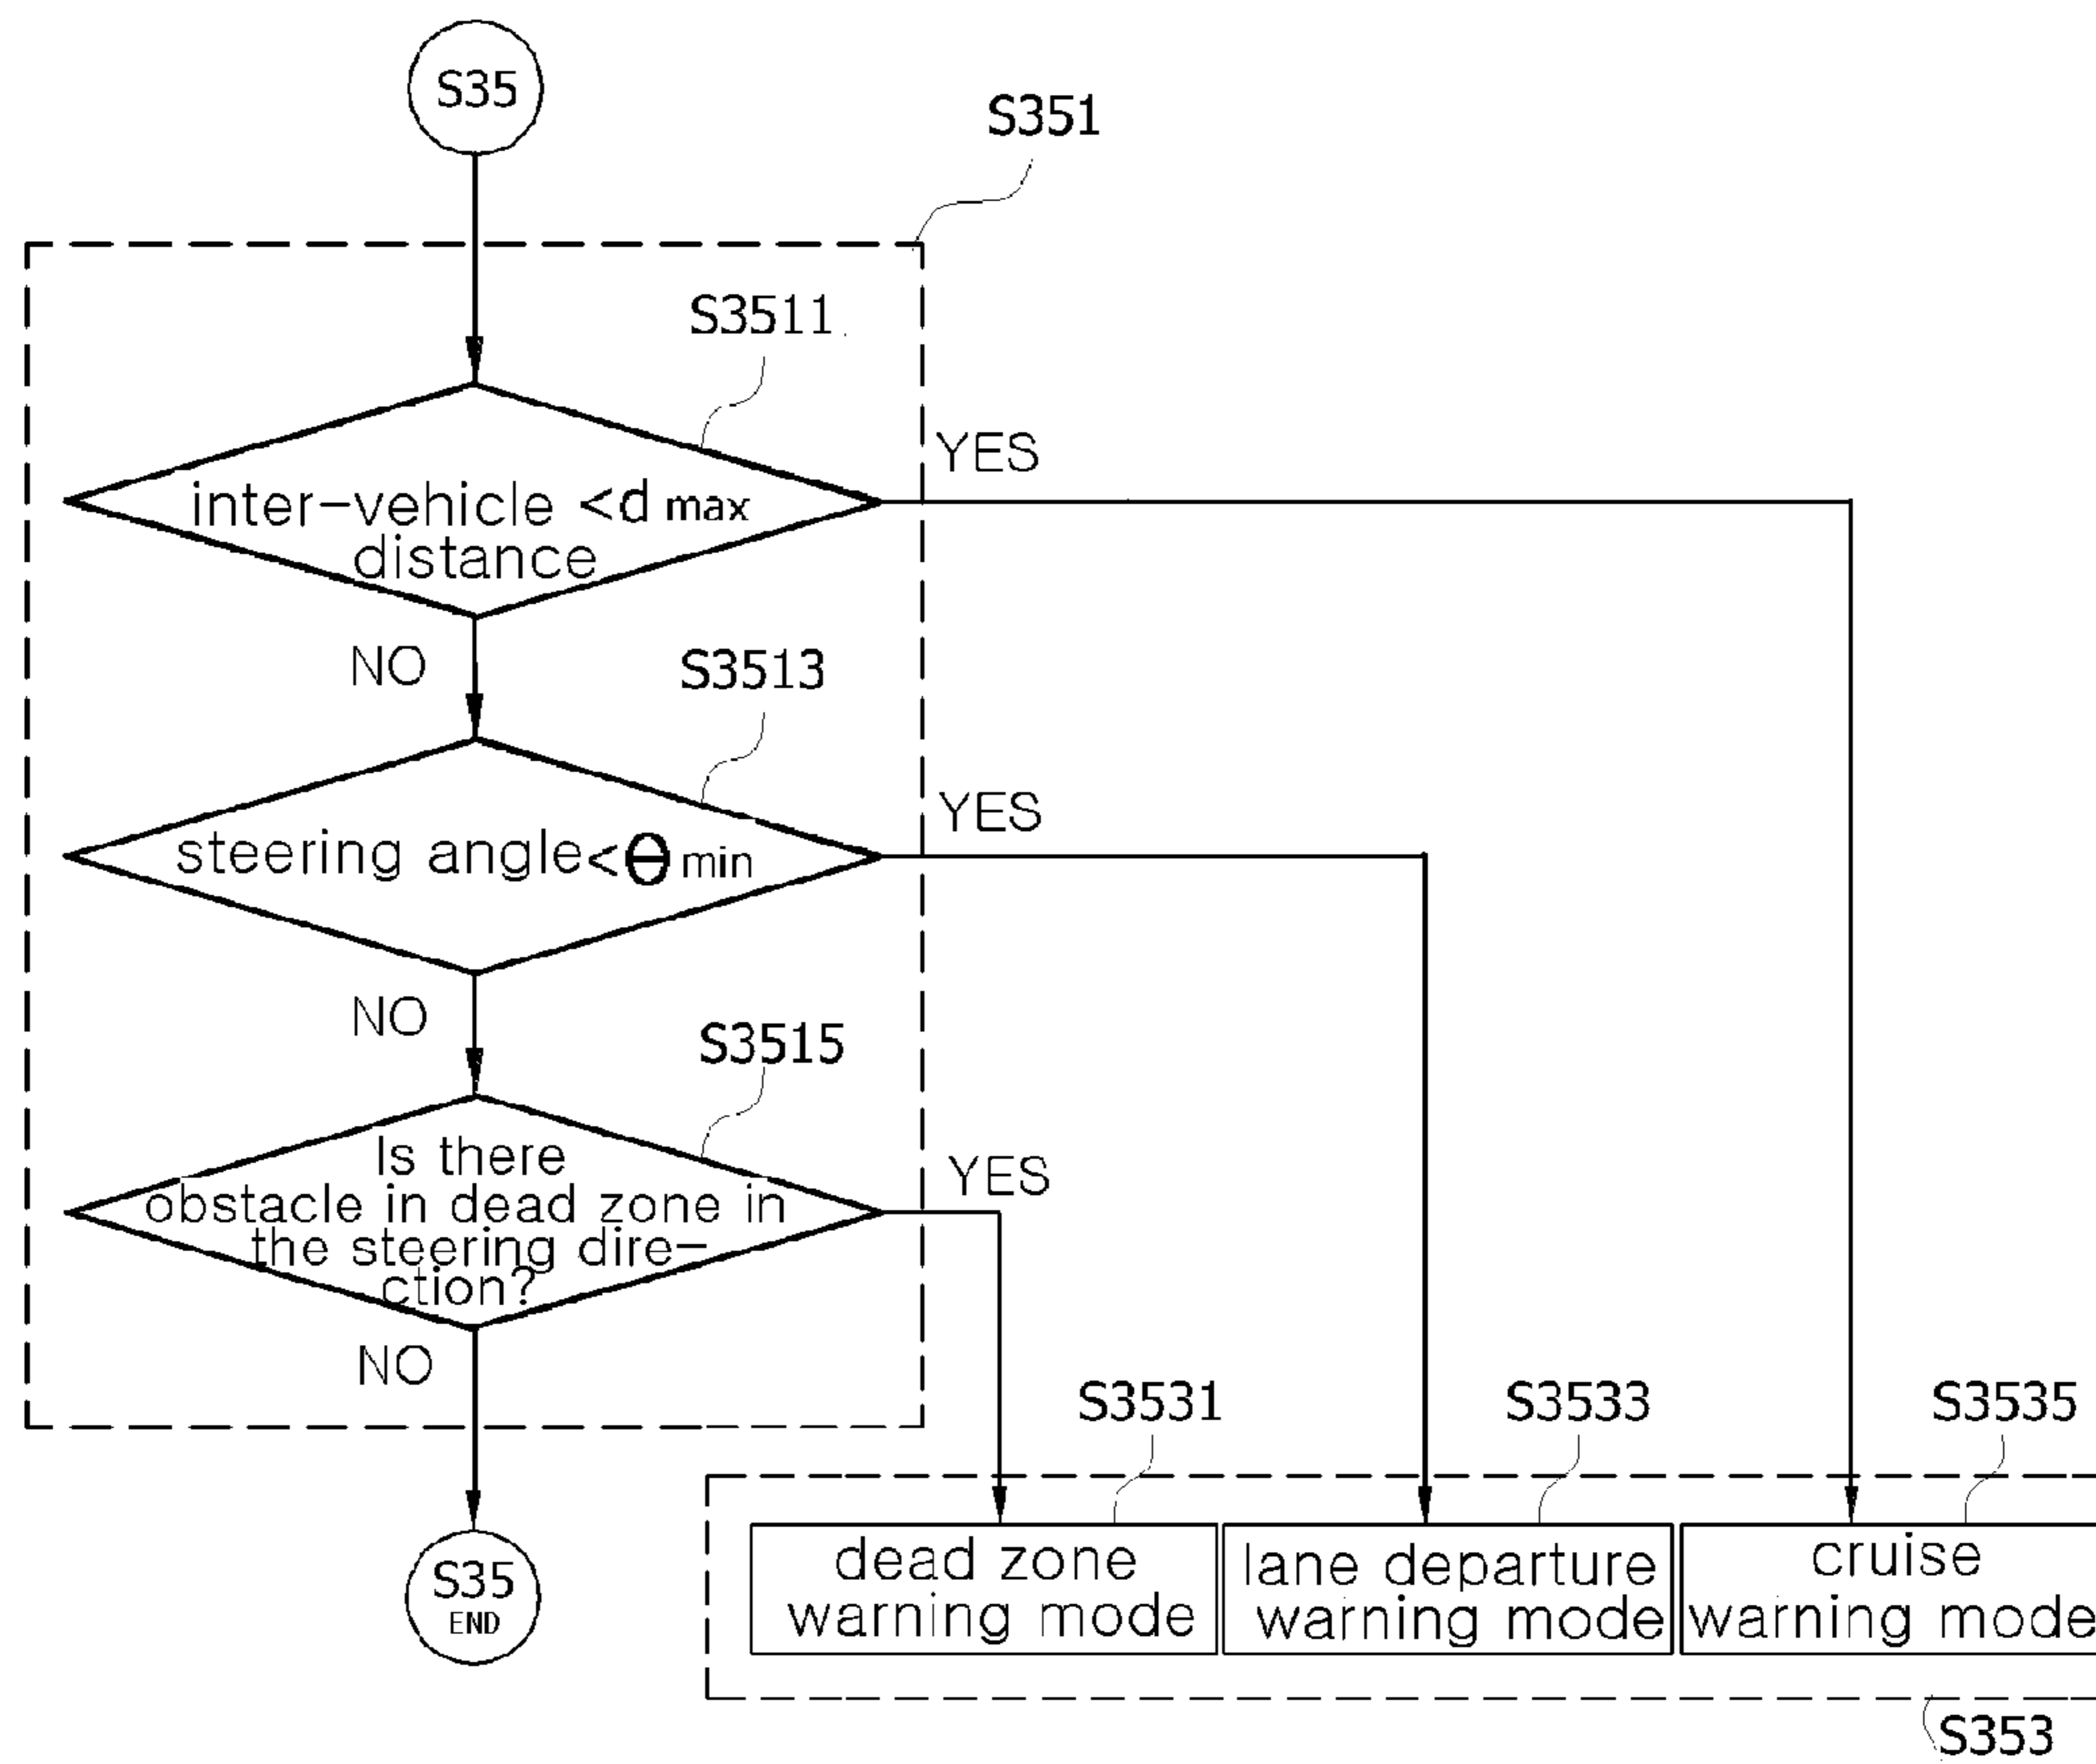 S35
S351
S3511
YES
inter-vehicle <d max
distance
NO
S3513
YES
steering angle<θ min
NO
S3515
YES
Is there
obstacle in dead zone in
the steering dire-
ction?
NO
S3531
S3533
S3535
S35
END
dead zone
warning mode
lane departure
warning mode
cruise
warning mode
S353